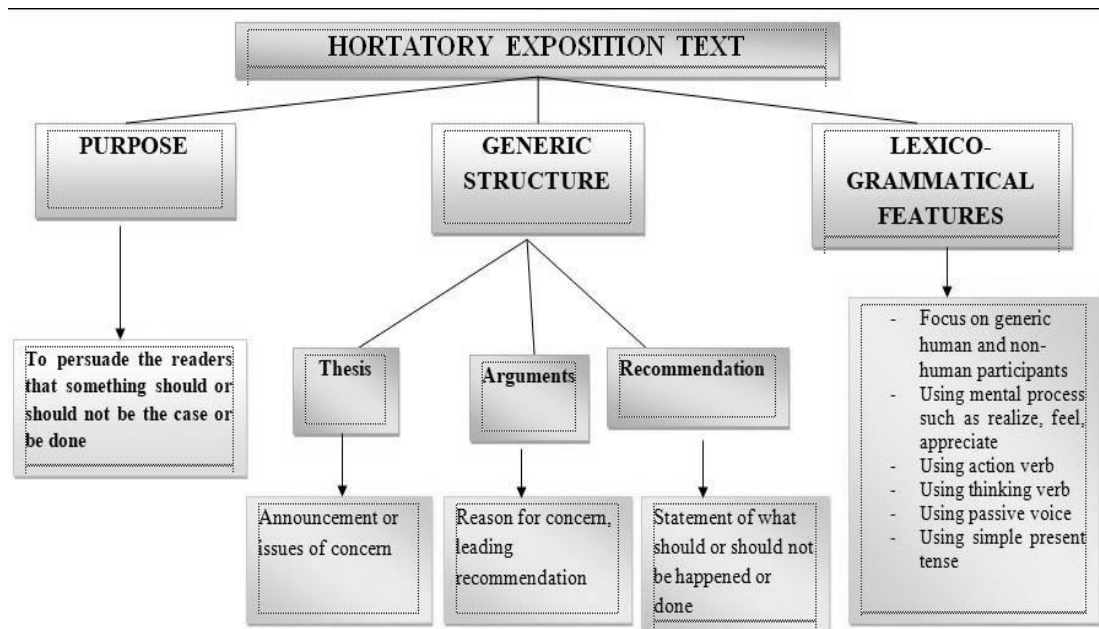 HORTATORY EXPOSITION TEXT
PURPOSE
GENERIC
STRUCTURE
LEXICO-
GRAMMATICAL
FEATURES
To persuade the readers
that something should or
should not be the case or
be done
Thesis
Arguments
Recommendation
Announcement or
issues of concern
Reason for concern,
leading
recommendation
Statement of what
should or should not
be happened or
done
- Focus on generic
human and non-
human participants
- Using mental process
such as realize, feel,
appreciate
- Using action verb
- Using thinking verb
- Using passive voice
- Using simple present
tense